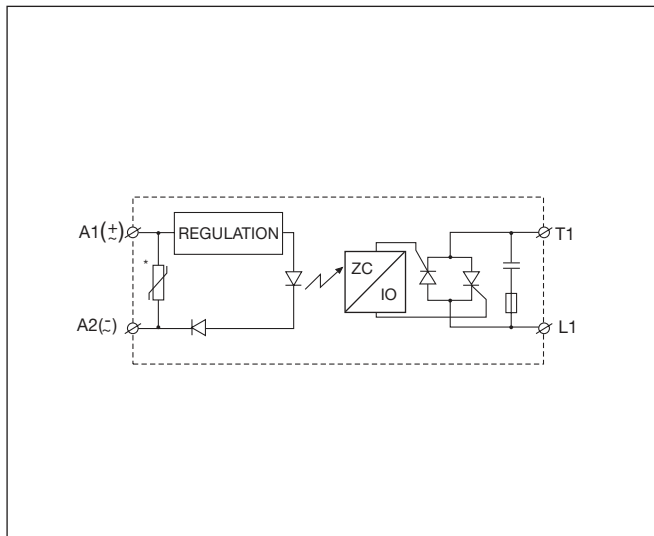 A1(±~)
REGULATION
T1
*
ZC
IO
A2(-~)
L1